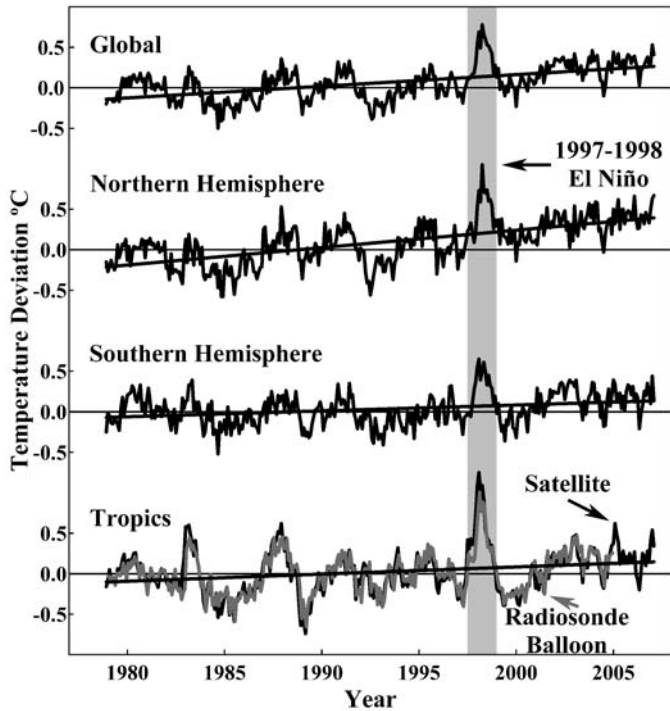 Temperature Deviation ºC
Global
0.5
0.0
-0.5
1997-1998
El Niño
Northern Hemisphere
0.5
0.0
-0.5
Southern Hemisphere
0.5
0.0
-0.5
Satellite
Tropics
0.5
0.0
-0.5
Radiosonde
Balloon
1980 1985 1990 1995 2000 2005
Year